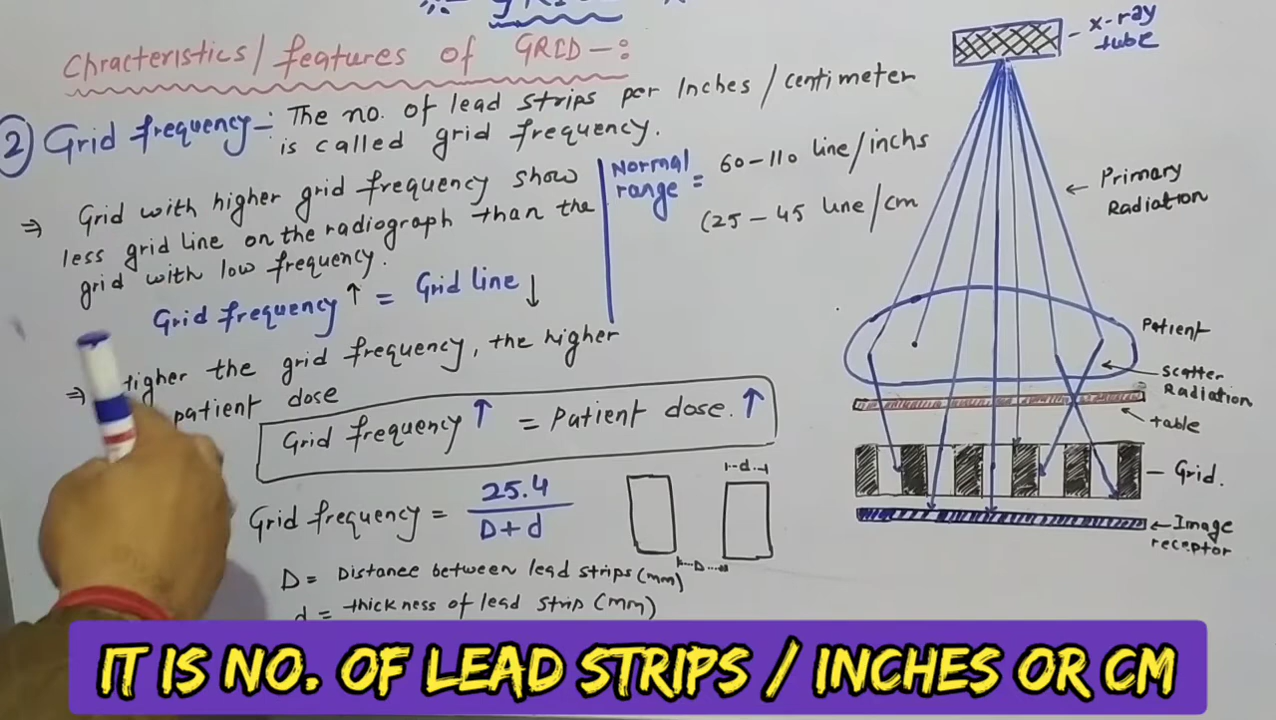 Chracteristics/ features of GRID-:
② Grid frequency-: The no. of lead strips per Inches/centimeter
is called grid frequency.
⇒ Grid with higher grid frequency show
less grid line on the radiograph than the
grid with low frequency.
Grid frequency ↑ = Grid line ↓
Normal
range = 60-110 line/inchs
(25-45 line/cm
⇒ the grid frequency, the higher
patient dose
Grid frequency ↑ = Patient dose. ↑
Grid frequency = 25.4
D+d
D
d
D = Distance between lead strips (mm)
d = thickness of lead strip (mm)
x-ray
tube
Primary
Radiation
Patient
scatter
Radiation
table
Grid.
Image
receptor
IT IS NO. OF LEAD STRIPS / INCHES OR CM